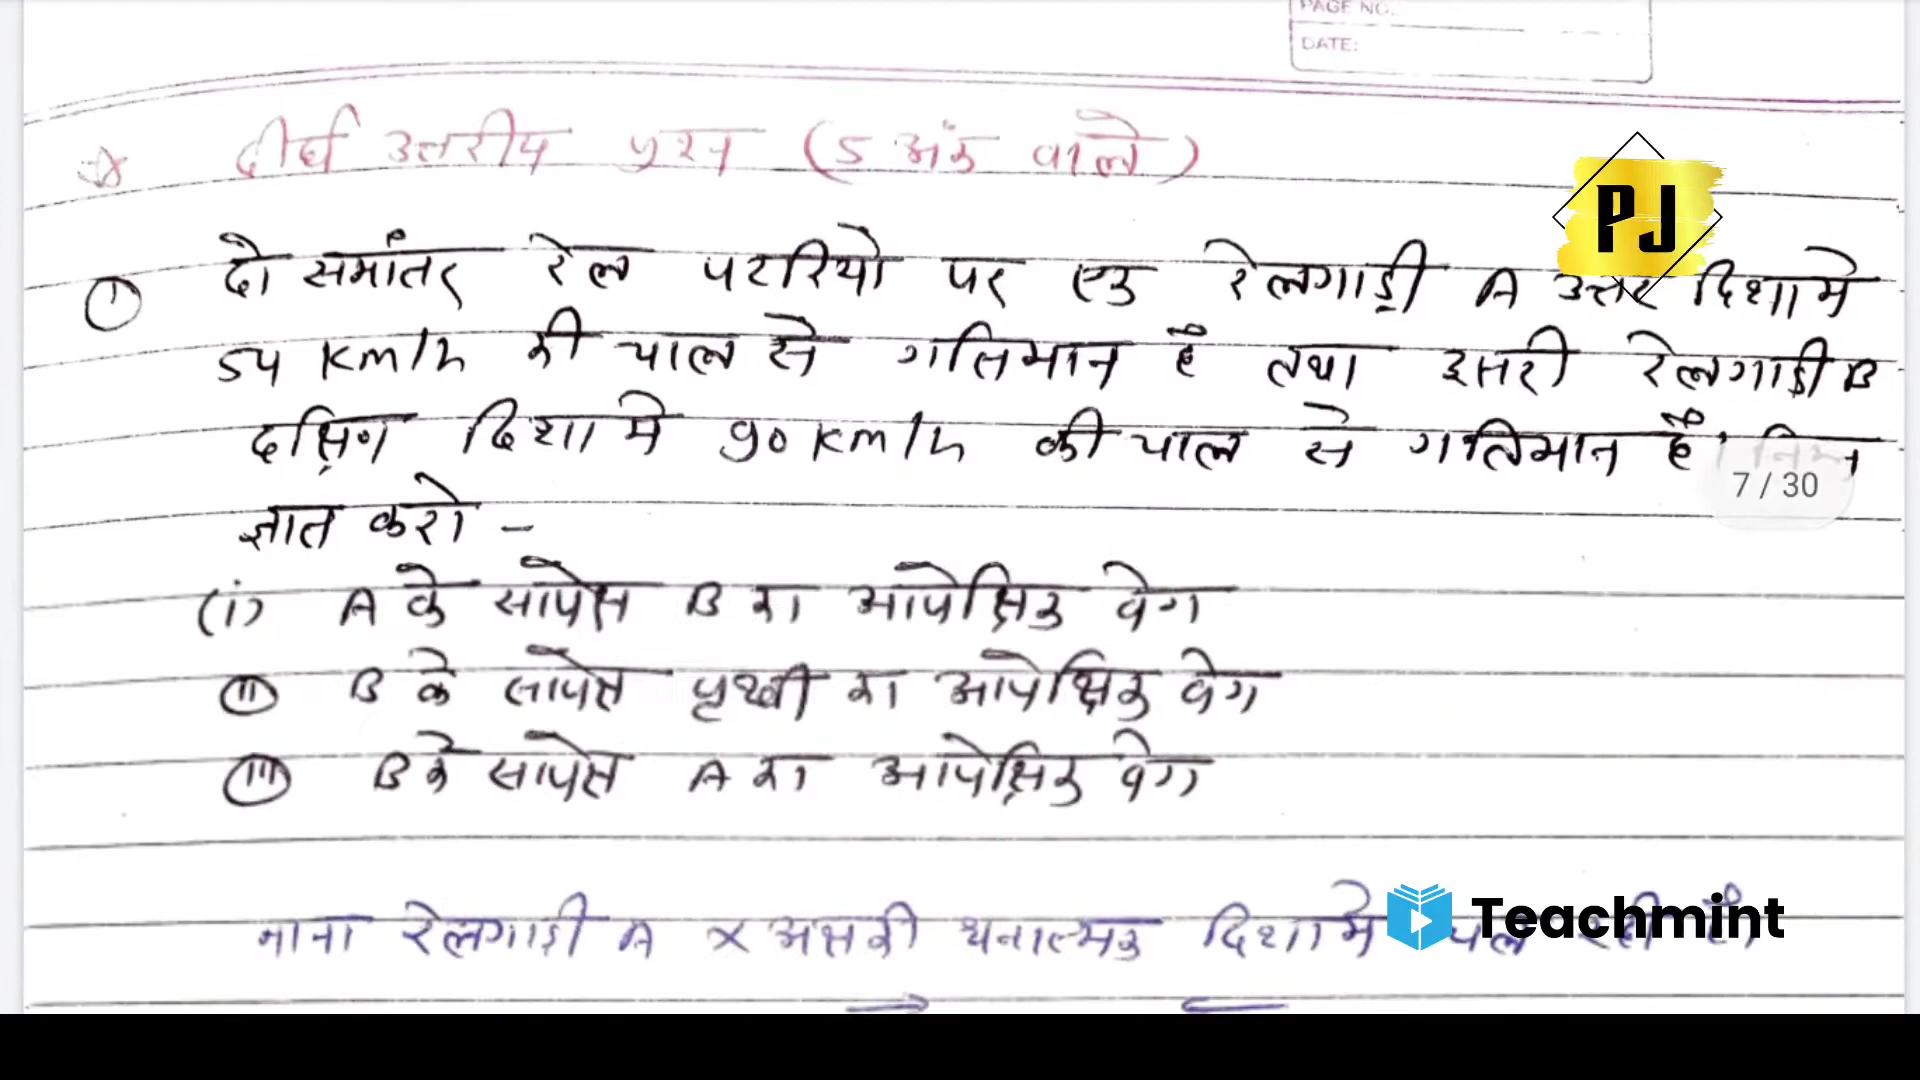 PAGE NO.
DATE:
दीर्घ उत्तरीय प्रश्न (5 अंक वाले)
PJ
① दो समांतर रेल पटरियो पर एक रेलगाड़ी A उत्तर दिशा मे
54 Km/h की चाल से गतिमान है तथा दूसरी रेलगाड़ी B
दक्षिण दिशा मे 90 Km/h की चाल से गतिमान है। निम्न
7 / 30
ज्ञात करो -
(i) A के सापेक्ष B का आपेक्षिक वेग
(ii) B के सापेक्ष पृथ्वी का आपेक्षिक वेग
(iii) B के सापेक्ष A का आपेक्षिक वेग
माना रेलगाड़ी A x अक्ष की धनात्मक दिशा मे चल रही है।
Teachmint